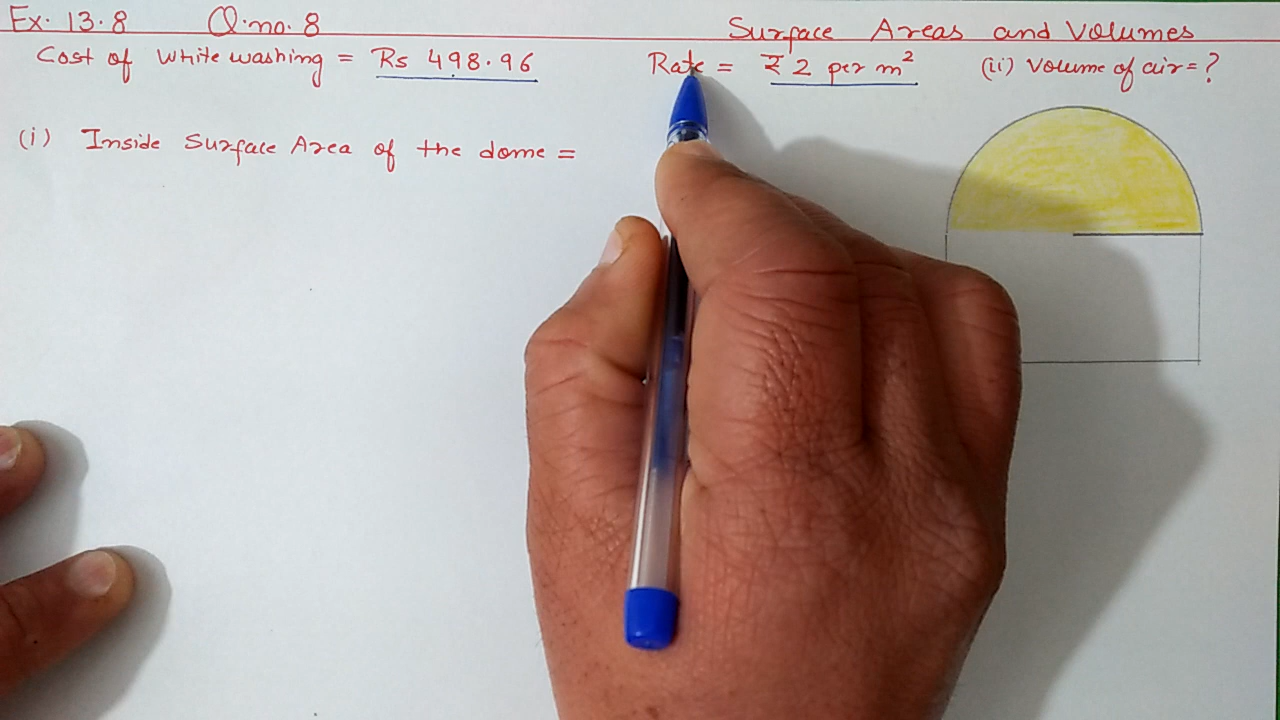 Ex. 13.8 Q.no. 8 Surface Areas and Volumes
Cost of White washing = Rs 498.96 Rate = ₹ 2 per m² (ii) Volume of air = ?
(i) Inside Surface Area of the dome =